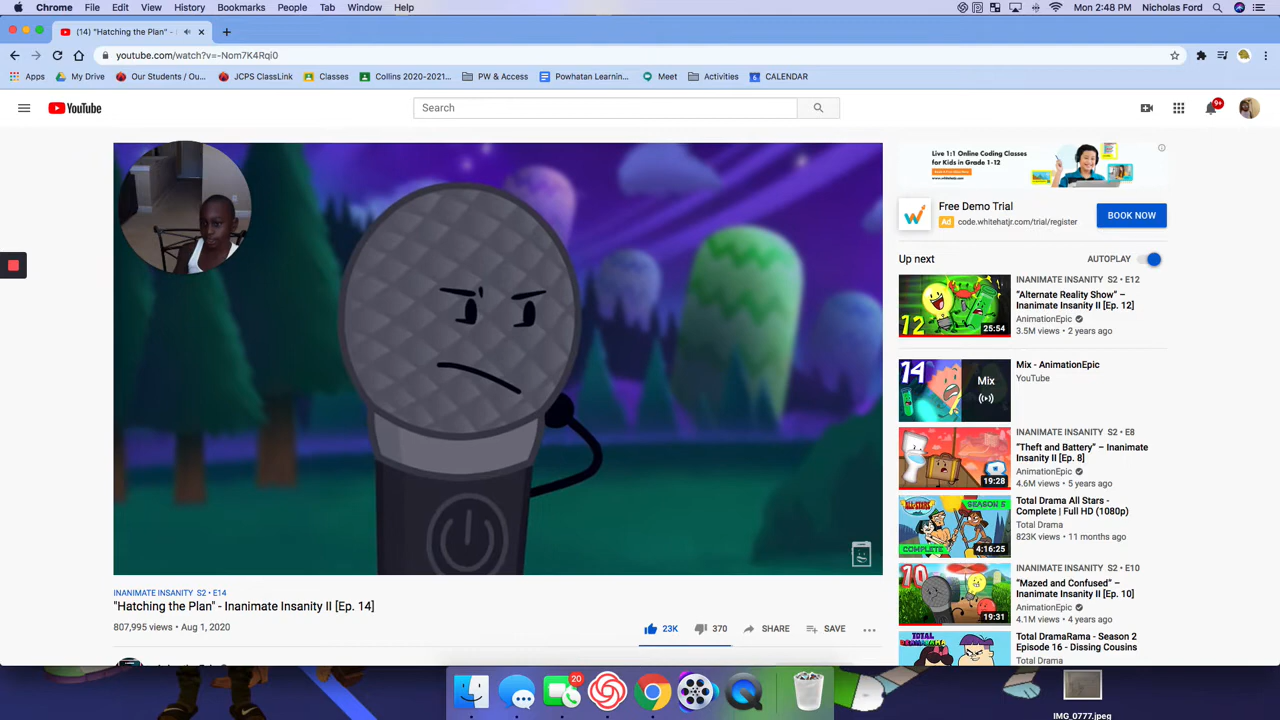 Chrome File Edit View History Bookmarks People Tab Window Help Mon 2:48 PM Nicholas Ford
(14) "Hatching the Plan" -
youtube.com/watch?v=-Nom7K4Rqi0
Apps My Drive Our Students / Ou... JCPS ClassLink Classes Collins 2020-2021... PW & Access Powhatan Learnin... Meet Activities CALENDAR
YouTube
Search
9+
Live 1:1 Online Coding Classes
for Kids in Grade 1-12
Free Demo Trial
Ad code.whitehatjr.com/trial/register
BOOK NOW
Up next
AUTOPLAY
12
25:54
INANIMATE INSANITY S2 • E12
"Alternate Reality Show" –
Inanimate Insanity II [Ep. 12]
AnimationEpic
3.5M views • 2 years ago
14
Mix
Mix - AnimationEpic
YouTube
19:28
INANIMATE INSANITY S2 • E8
"Theft and Battery" – Inanimate
Insanity II [Ep. 8]
AnimationEpic
4.6M views • 5 years ago
SEASON 5
COMPLETE
4:16:25
Total Drama All Stars -
Complete | Full HD (1080p)
Total Drama
823K views • 11 months ago
10
19:31
INANIMATE INSANITY S2 • E10
"Mazed and Confused" –
Inanimate Insanity II [Ep. 10]
AnimationEpic
4.1M views • 4 years ago
TOTAL
Total DramaRama - Season 2
Episode 16 - Dissing Cousins
Total Drama
INANIMATE INSANITY S2 • E14
"Hatching the Plan" - Inanimate Insanity II [Ep. 14]
807,995 views • Aug 1, 2020
23K 370 SHARE SAVE
20
IMG_0777.jpeg